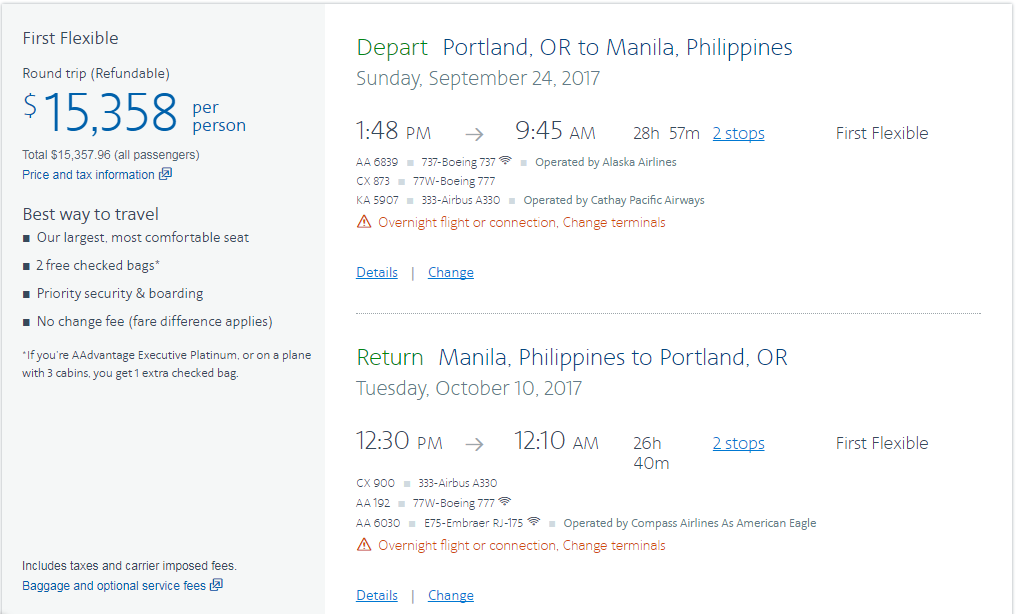 First Flexible
Round trip (Refundable)
$ 15,358 per person
Total $15,357.96 (all passengers)
Price and tax information
Best way to travel
■ Our largest, most comfortable seat
■ 2 free checked bags*
■ Priority security & boarding
■ No change fee (fare difference applies)
*If you're AAdvantage Executive Platinum, or on a plane
with 3 cabins, you get 1 extra checked bag.
Includes taxes and carrier imposed fees.
Baggage and optional service fees
Depart Portland, OR to Manila, Philippines
Sunday, September 24, 2017
1:48 PM → 9:45 AM 28h 57m 2 stops First Flexible
AA 6839 ■ 737-Boeing 737 ■ Operated by Alaska Airlines
CX 873 ■ 77W-Boeing 777
KA 5907 ■ 333-Airbus A330 ■ Operated by Cathay Pacific Airways
Overnight flight or connection, Change terminals
Details | Change
Return Manila, Philippines to Portland, OR
Tuesday, October 10, 2017
12:30 PM → 12:10 AM 26h 40m 2 stops First Flexible
CX 900 ■ 333-Airbus A330
AA 192 ■ 77W-Boeing 777
AA 6030 ■ E75-Embraer RJ-175 ■ Operated by Compass Airlines As American Eagle
Overnight flight or connection, Change terminals
Details | Change